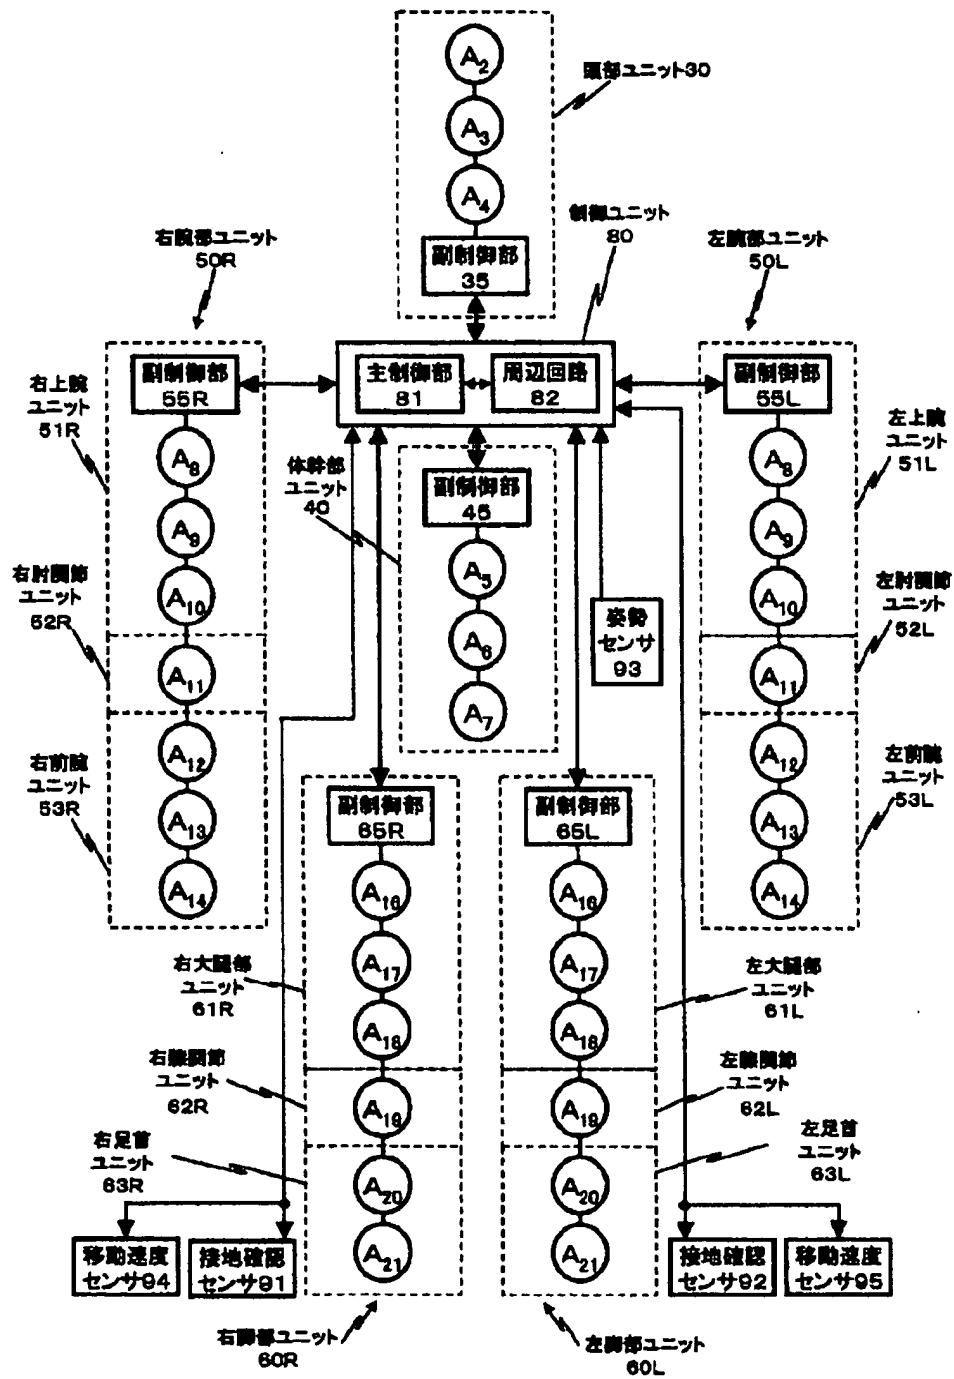 A2
A3
A4
副制御部
35
頭部ユニット30
制御ユニット
80
右腕部ユニット
50R
左腕部ユニット
50L
主制御部
81
周辺回路
82
副制御部
55R
A8
A9
A10
A11
A12
A13
A14
右上腕
ユニット
51R
右肘関節
ユニット
52R
右前腕
ユニット
53R
体幹部
ユニット
40
副制御部
45
A5
A6
A7
姿勢
センサ
93
副制御部
55L
A8
A9
A10
A11
A12
A13
A14
左上腕
ユニット
51L
左肘関節
ユニット
52L
左前腕
ユニット
53L
副制御部
65R
A16
A17
A18
A19
A20
A21
副制御部
65L
A16
A17
A18
A19
A20
A21
右大腿部
ユニット
61R
右膝関節
ユニット
62R
右足首
ユニット
63R
左大腿部
ユニット
61L
左膝関節
ユニット
62L
左足首
ユニット
63L
移動速度
センサ94
接地確認
センサ91
接地確認
センサ92
移動速度
センサ95
右脚部ユニット
60R
左脚部ユニット
60L